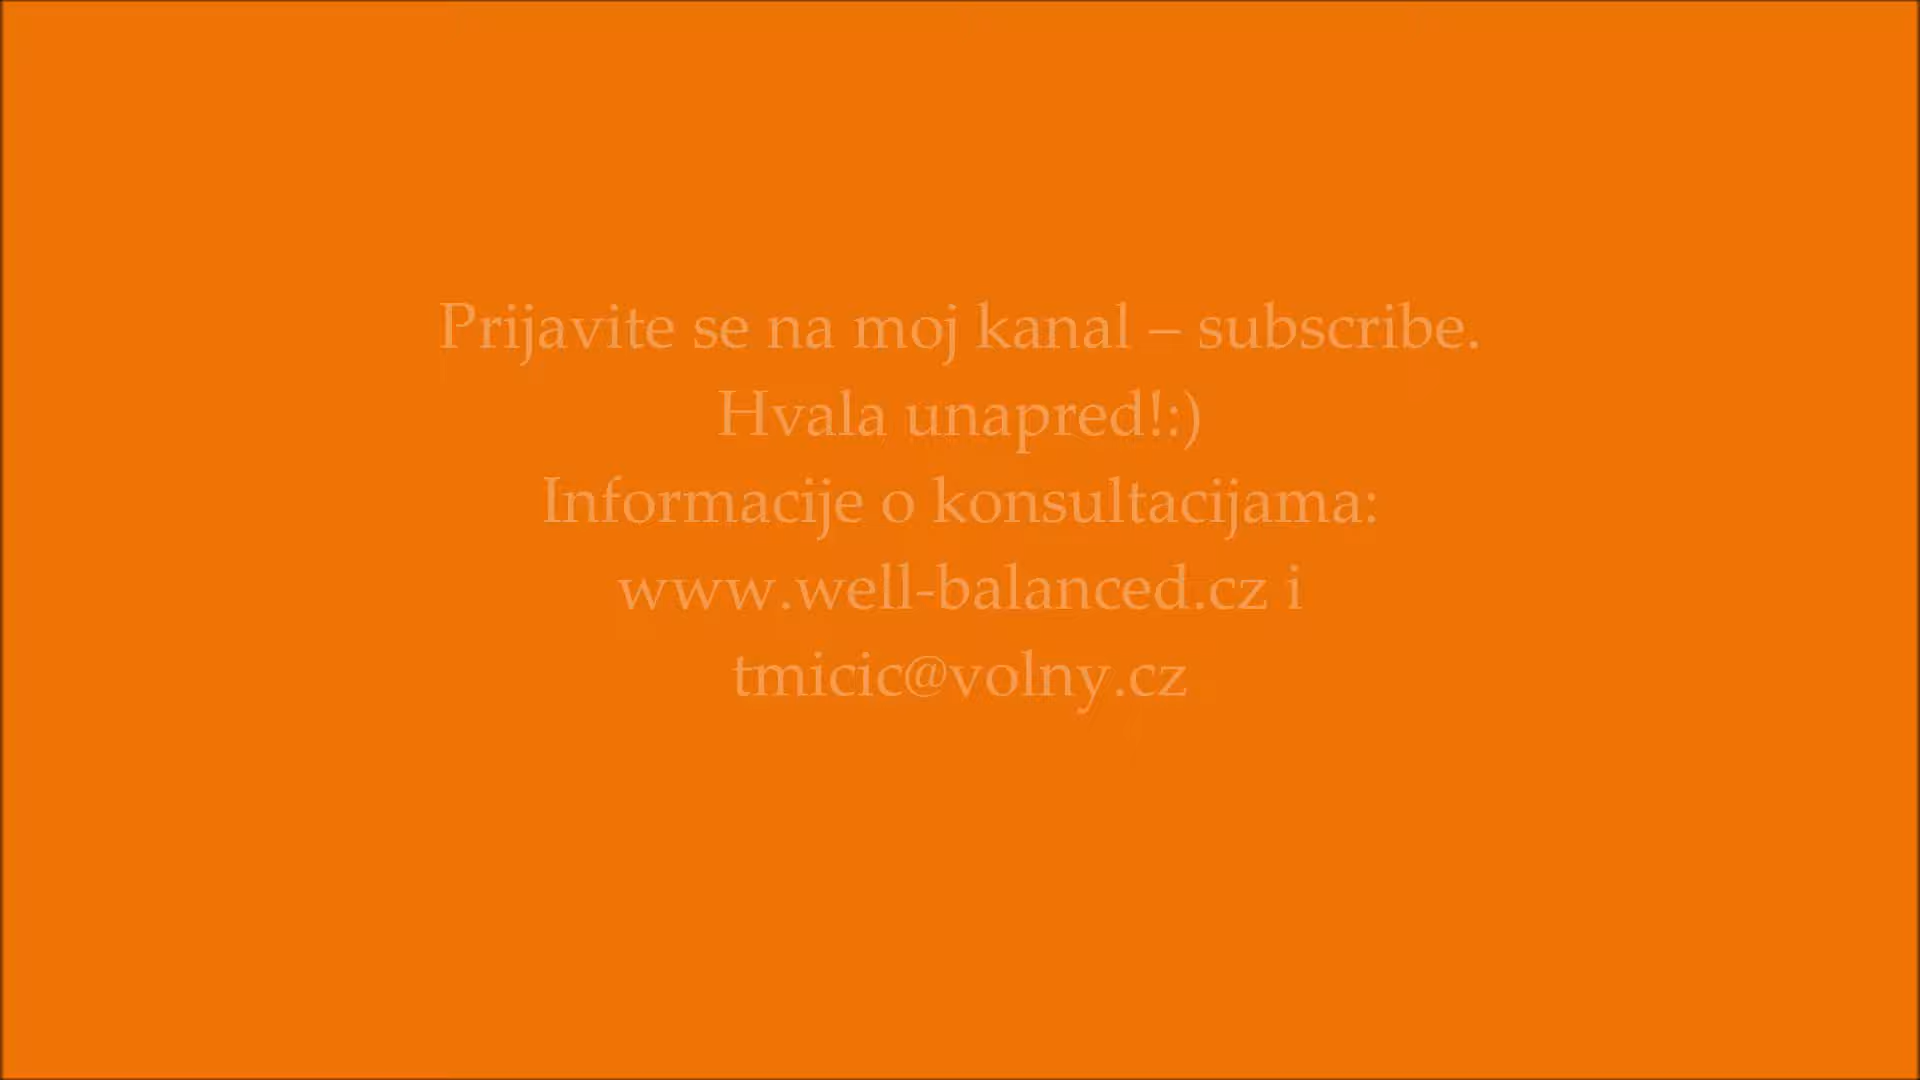 Prijavite se na moj kanal – subscribe.
Hvala unapred!:)
Informacije o konsultacijama:
www.well-balanced.cz i
tmicic@volny.cz